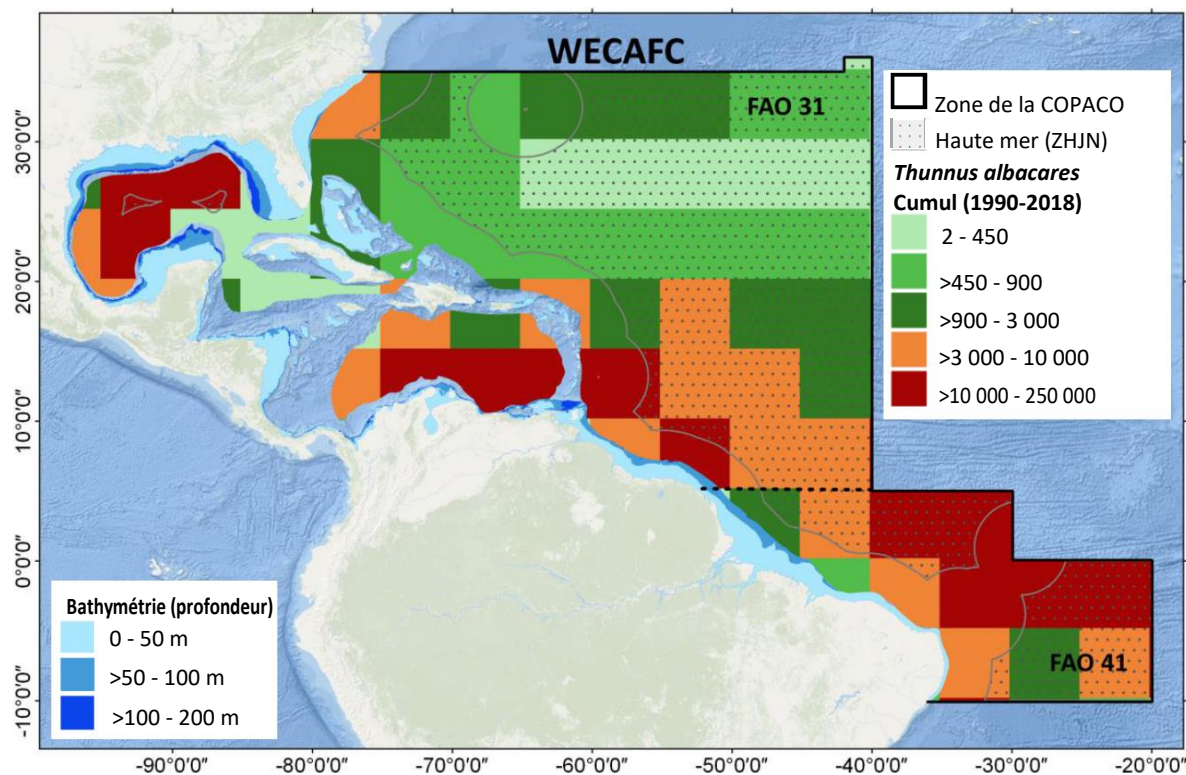 WECAFC
FAO 31
Zone de la COPACO
Haute mer (ZHJN)
Thunnus albacares
Cumul (1990-2018)
2 - 450
>450 - 900
>900 - 3 000
>3 000 - 10 000
>10 000 - 250 000
30°0'0"
20°0'0"
10°0'0"
0°0'0"
-10°0'0"
Bathymétrie (profondeur)
0 - 50 m
>50 - 100 m
>100 - 200 m
FAO 41
-90°0'0" -80°0'0" -70°0'0" -60°0'0" -50°0'0" -40°0'0" -30°0'0" -20°0'0"